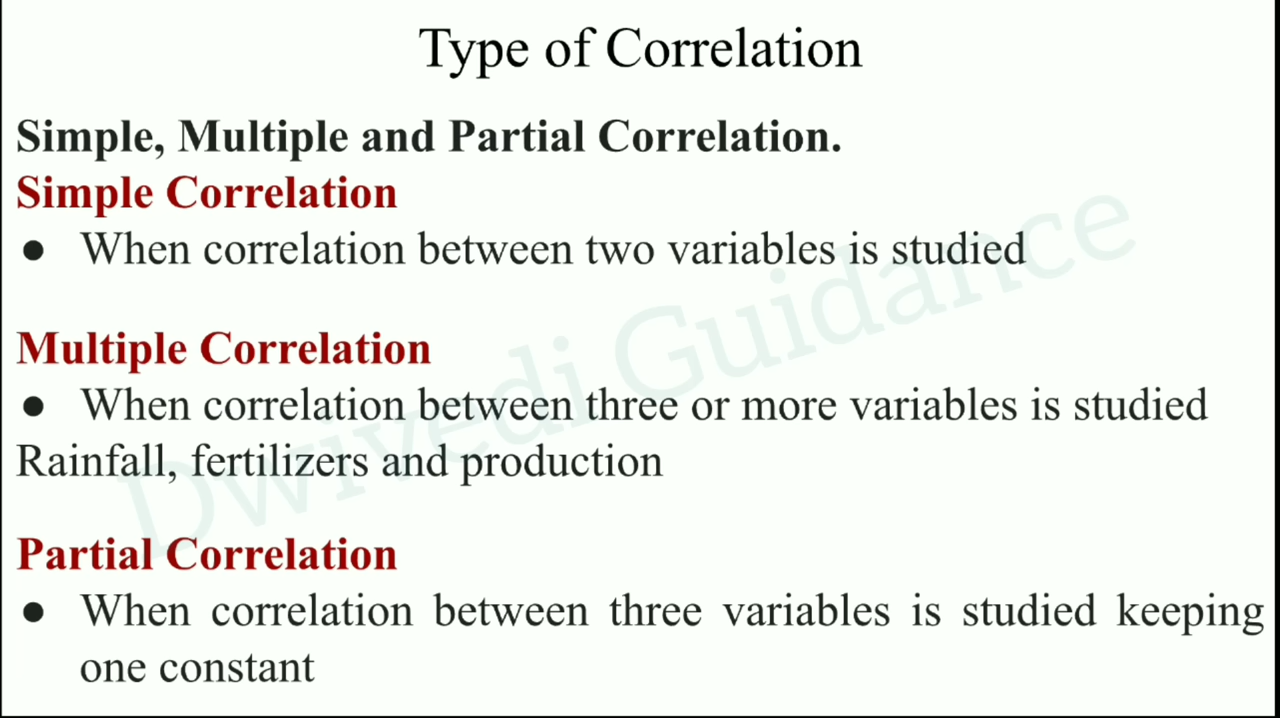 Type of Correlation
Simple, Multiple and Partial Correlation.
Simple Correlation
● When correlation between two variables is studied
Multiple Correlation
● When correlation between three or more variables is studied
Rainfall, fertilizers and production
Partial Correlation
● When correlation between three variables is studied keeping
one constant
Dwivedi Guidance